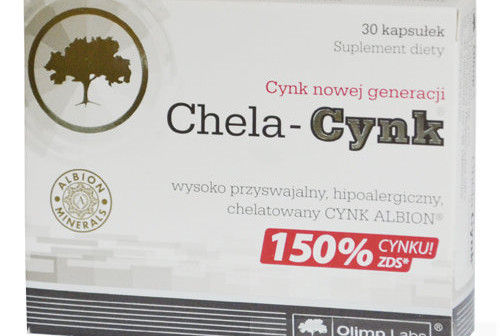 30 kapsułek
Suplement diety
Cynk nowej generacji
Chela-Cynk®
ALBION MINERALS
wysoko przyswajalny, hipoalergiczny,
chelatowany CYNK ALBION®
150% CYNKU!
ZDS*
Olimp Labs